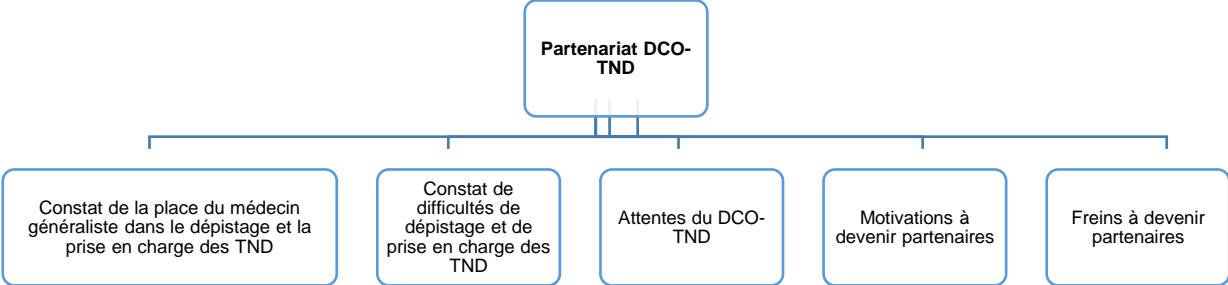 Partenariat DCO-
TND
Constat de la place du médecin
généraliste dans le dépistage et la
prise en charge des TND
Constat de
difficultés de
dépistage et de
prise en charge des
TND
Attentes du DCO-
TND
Motivations à
devenir partenaires
Freins à devenir
partenaires